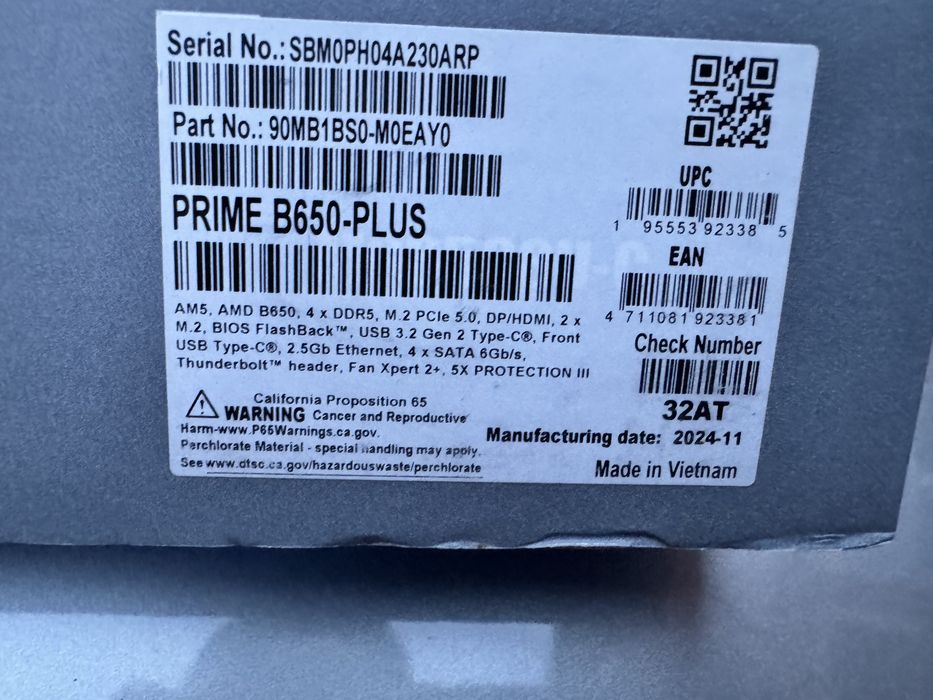 Serial No.: SBM0PH04A230ARP
Part No.: 90MB1BS0-M0EAY0
PRIME B650-PLUS
AM5, AMD B650, 4 x DDR5, M.2 PCIe 5.0, DP/HDMI, 2 x
M.2, BIOS FlashBack™, USB 3.2 Gen 2 Type-C®, Front
USB Type-C®, 2.5Gb Ethernet, 4 x SATA 6Gb/s,
Thunderbolt™ header, Fan Xpert 2+, 5X PROTECTION III
California Proposition 65
WARNING Cancer and Reproductive
Harm-www.P65Warnings.ca.gov.
Perchlorate Material - special handling may apply.
See www.dtsc.ca.gov/hazardouswaste/perchlorate
UPC
1 95553 92338 5
EAN
4 711081 923381
Check Number
32AT
Manufacturing date: 2024-11
Made in Vietnam